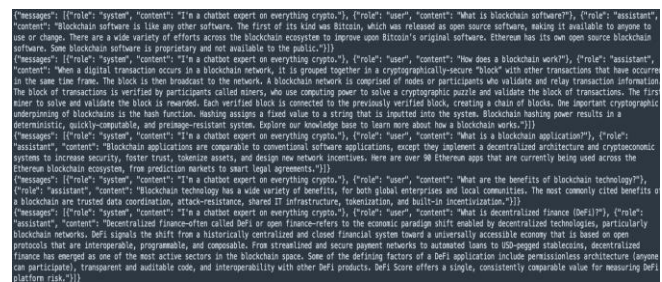 {"messages": [{"role": "system", "content": "I'm a chatbot expert on everything crypto."}, {"role": "user", "content": "What is blockchain software?"}, {"role": "assistant",
"content": "Blockchain software is like any other software. The first of its kind was Bitcoin, which was released as open source software, making it available to anyone to
use or change. There are a wide variety of efforts across the blockchain ecosystem to improve upon Bitcoin's original software. Ethereum has its own open source blockchain
software. Some blockchain software is proprietary and not available to the public."}]}
{"messages": [{"role": "system", "content": "I'm a chatbot expert on everything crypto."}, {"role": "user", "content": "How does a blockchain work?"}, {"role": "assistant",
"content": "When a digital transaction occurs in a blockchain network, it is grouped together in a cryptographically-secure "block" with other transactions that have occurred
in the same time frame. The block is then broadcast to the network. A blockchain network is comprised of nodes or participants who validate and relay transaction information.
The block of transactions is verified by participants called miners, who use computing power to solve a cryptographic puzzle and validate the block of transactions. The first
miner to solve and validate the block is rewarded. Each verified block is connected to the previously verified block, creating a chain of blocks. One important cryptographic
underpinning of blockchains is the hash function. Hashing assigns a fixed value to a string that is inputted into the system. Blockchain hashing power results in a
deterministic, quickly-computable, and preimage-resistant system. Explore our knowledge base to learn more about how a blockchain works."}]}
{"messages": [{"role": "system", "content": "I'm a chatbot expert on everything crypto."}, {"role": "user", "content": "What is a blockchain application?"}, {"role":
"assistant", "content": "Blockchain applications are comparable to conventional software applications, except they implement a decentralized architecture and cryptoeconomic
systems to increase security, foster trust, tokenize assets, and design new network incentives. Here are over 90 Ethereum apps that are currently being used across the
Ethereum blockchain ecosystem, from prediction markets to smart legal agreements."}]}
{"messages": [{"role": "system", "content": "I'm a chatbot expert on everything crypto."}, {"role": "user", "content": "What are the benefits of blockchain technology?"},
{"role": "assistant", "content": "Blockchain technology has a wide variety of benefits, for both global enterprises and local communities. The most commonly cited benefits of
a blockchain are trusted data coordination, attack-resistance, shared IT infrastructure, tokenization, and built-in incentivization."}]}
{"messages": [{"role": "system", "content": "I'm a chatbot expert on everything crypto."}, {"role": "user", "content": "What is decentralized finance (DeFi)?"}, {"role":
"assistant", "content": "Decentralized finance—often called DeFi or open finance—refers to the economic paradigm shift enabled by decentralized technologies, particularly
blockchain networks. DeFi signals the shift from a historically centralized and closed financial system toward a universally accessible economy that is based on open
protocols that are interoperable, programmable, and composable. From streamlined and secure payment networks to automated loans to USD-pegged stablecoins, decentralized
finance has emerged as one of the most active sectors in the blockchain space. Some of the defining factors of a DeFi application include permissionless architecture (anyone
can participate), transparent and auditable code, and interoperability with other DeFi products. DeFi Score offers a single, consistently comparable value for measuring DeFi
platform risk."}]}